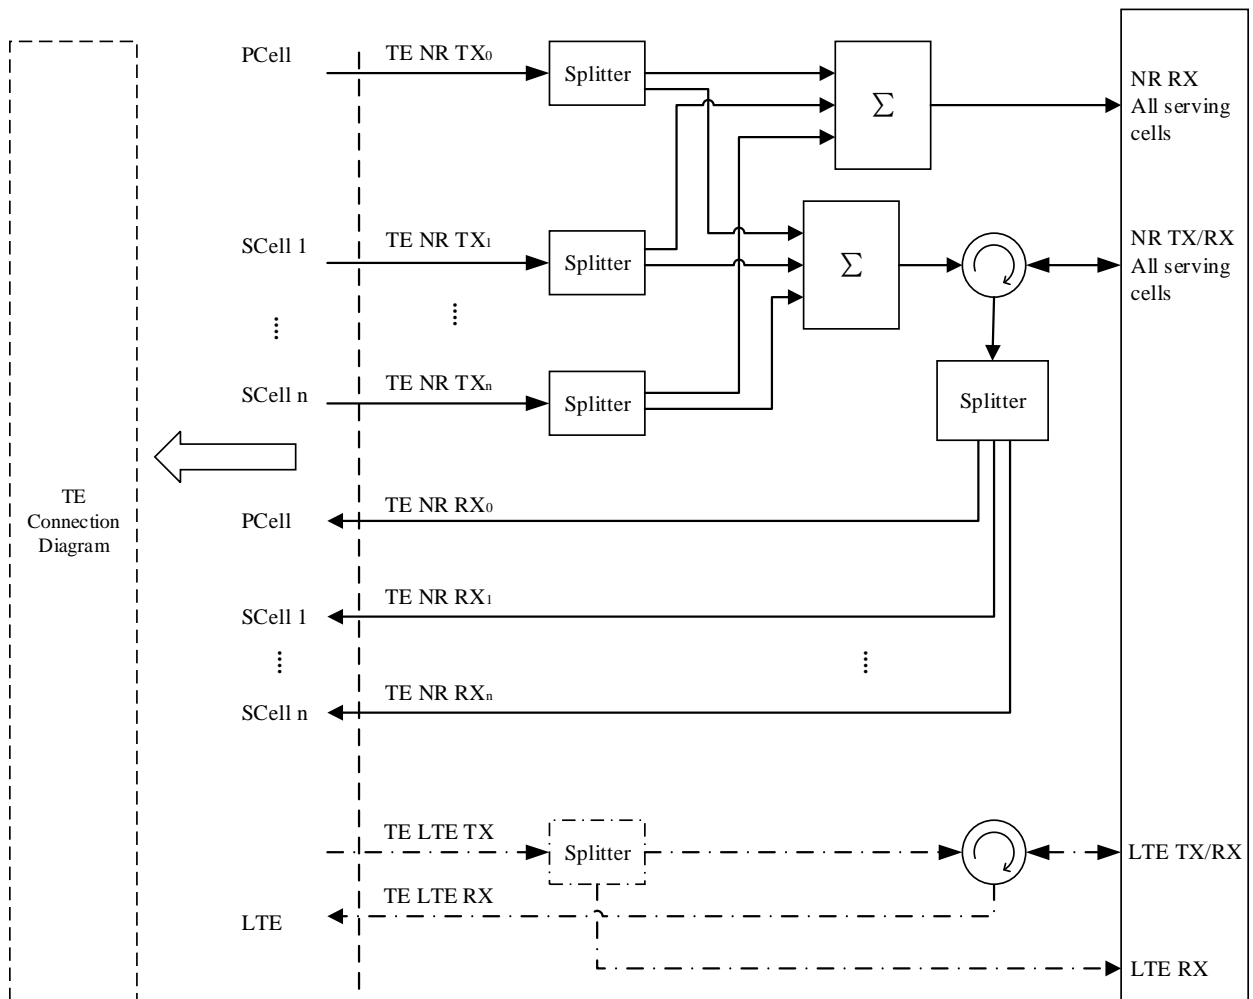 PCell
TE NR TX0
Splitter
Σ
NR RX
All serving
cells
SCell 1
TE NR TX1
Splitter
Σ
NR TX/RX
All serving
cells
SCell n
TE NR TXn
Splitter
Splitter
TE
Connection
Diagram
PCell
TE NR RX0
SCell 1
TE NR RX1
SCell n
TE NR RXn
TE LTE TX
Splitter
LTE TX/RX
TE LTE RX
LTE
LTE RX